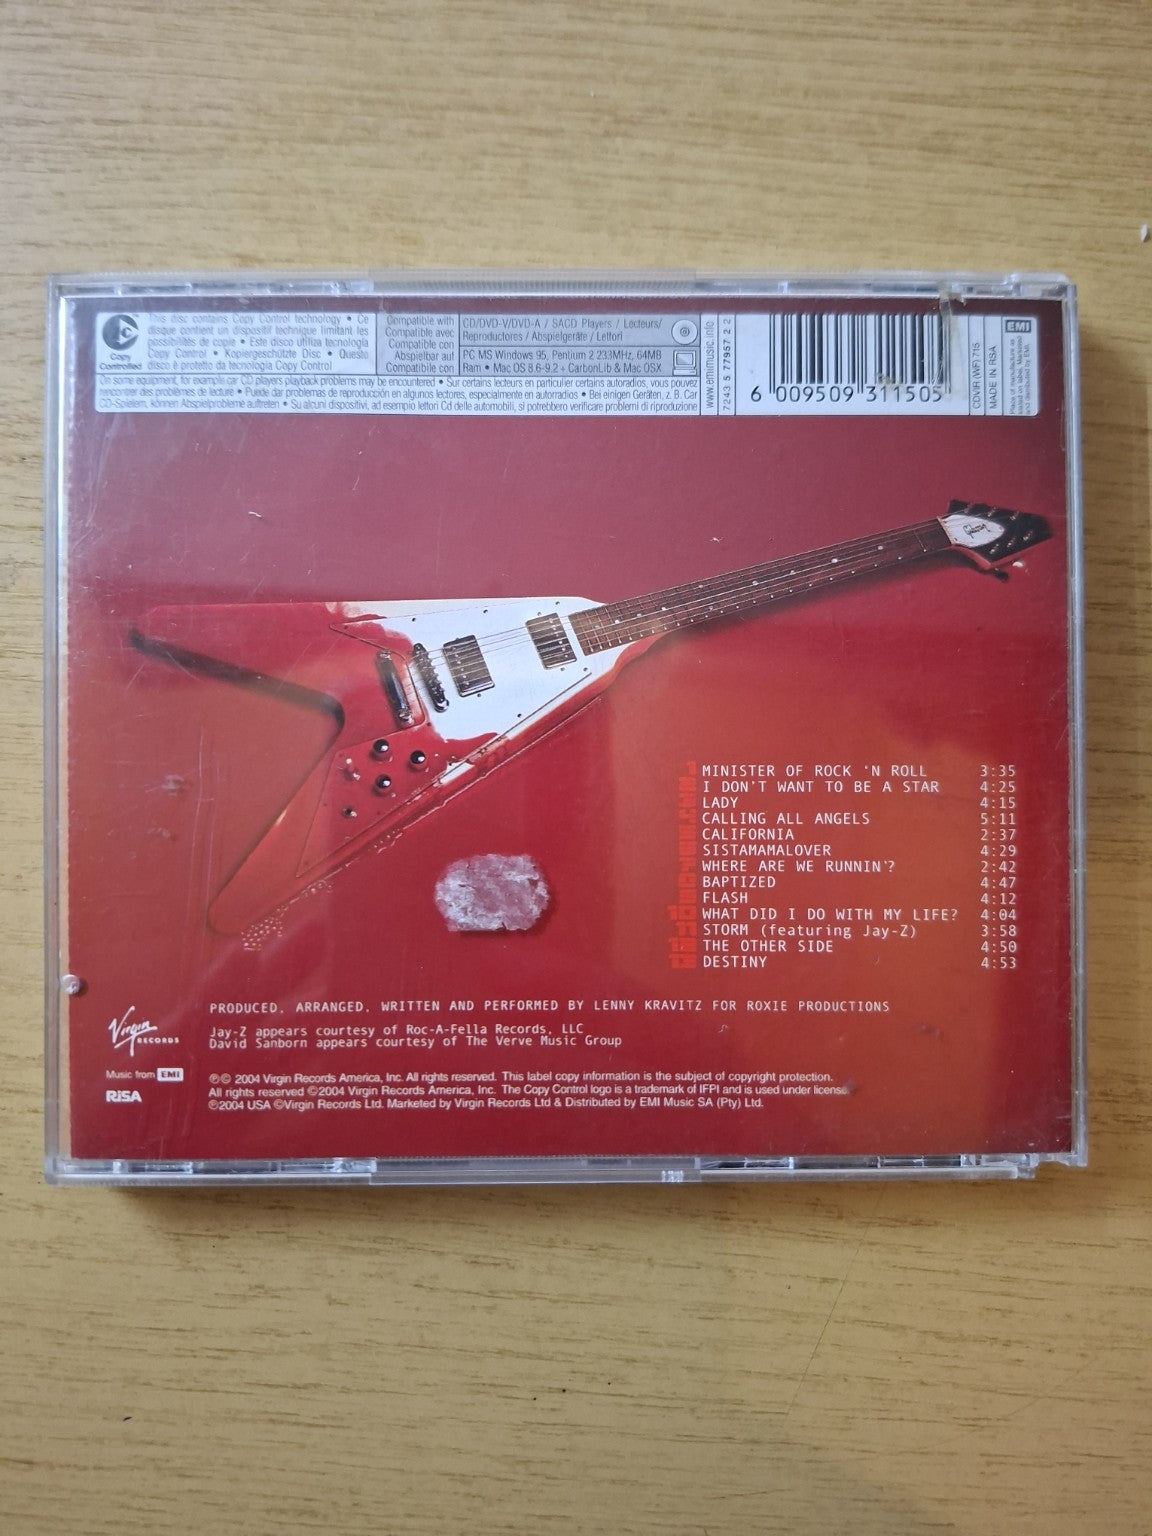 This disc contains Copy Control technology • Ce
disque contient un dispositif technique limitant les
possibilités de copie • Este disco utiliza tecnología
Copy Control • Kopiergeschützte Disc • Questo
disco è protetto da tecnologia Copy Control
Copy
Controlled
Compatible with
Compatible avec
Compatible con
Abspielbar auf
Compatibile con
CD/DVD-V/DVD-A / SACD Players / Lecteurs/
Reproductores / Abspielgeräte / Lettori
PC MS Windows 95, Pentium 2 233MHz, 64MB
Ram • Mac OS 8.6-9.2 + CarbonLib & Mac OSX
On some equipment, for example car CD players playback problems may be encountered • Sur certains lecteurs en particulier certains autoradios, vous pouvez
rencontrer des problèmes de lecture • Puede dar problemas de reproducción en algunos lectores, especialmente en autorradios • Bei einigen Geräten, z. B. Car
CD-Spielern, können Abspielprobleme auftreten • Su alcuni dispositivi, ad esempio lettori Cd delle automobili, si potrebbero verificare problemi di riproduzione
www.emimusic.info
7243 5 77957 2 2
6 009509 311505
CDVIR (WF) 715
MADE IN RSA
EMI
Gibson
MINISTER OF ROCK 'N ROLL 3:35
I DON'T WANT TO BE A STAR 4:25
LADY 4:15
CALLING ALL ANGELS 5:11
CALIFORNIA 2:37
SISTAMAMALOVER 4:29
WHERE ARE WE RUNNIN'? 2:42
BAPTIZED 4:47
FLASH 4:12
WHAT DID I DO WITH MY LIFE? 4:04
STORM (featuring Jay-Z) 3:58
THE OTHER SIDE 4:50
DESTINY 4:53
PRODUCED, ARRANGED, WRITTEN AND PERFORMED BY LENNY KRAVITZ FOR ROXIE PRODUCTIONS
Jay-Z appears courtesy of Roc-A-Fella Records, LLC
David Sanborn appears courtesy of The Verve Music Group
Virgin
RECORDS
Music from EMI
RiSA
℗© 2004 Virgin Records America, Inc. All rights reserved. This label copy information is the subject of copyright protection.
All rights reserved ©2004 Virgin Records America, Inc. The Copy Control logo is a trademark of IFPI and is used under license.
℗2004 USA ©Virgin Records Ltd. Marketed by Virgin Records Ltd & Distributed by EMI Music SA (Pty) Ltd.